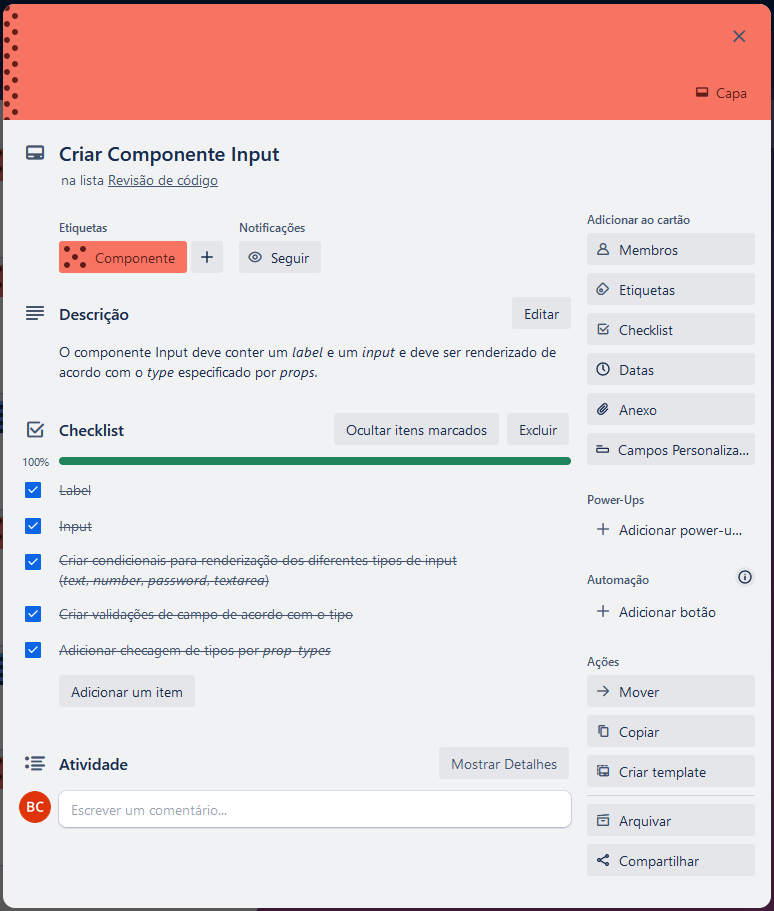 Capa
Criar Componente Input
na lista Revisão de código
Etiquetas
Notificações
Componente
Seguir
Descrição
Editar
O componente Input deve conter um label e um input e deve ser renderizado de
acordo com o type especificado por props.
Checklist
Ocultar itens marcados
Excluir
100%
Label
Input
Criar condicionais para renderização dos diferentes tipos de input
(text, number, password, textarea)
Criar validações de campo de acordo com o tipo
Adicionar checagem de tipos por prop-types
Adicionar um item
Atividade
Mostrar Detalhes
BC
Escrever um comentário...
Adicionar ao cartão
Membros
Etiquetas
Checklist
Datas
Anexo
Campos Personaliza...
Power-Ups
Adicionar power-u...
Automação
Adicionar botão
Ações
Mover
Copiar
Criar template
Arquivar
Compartilhar